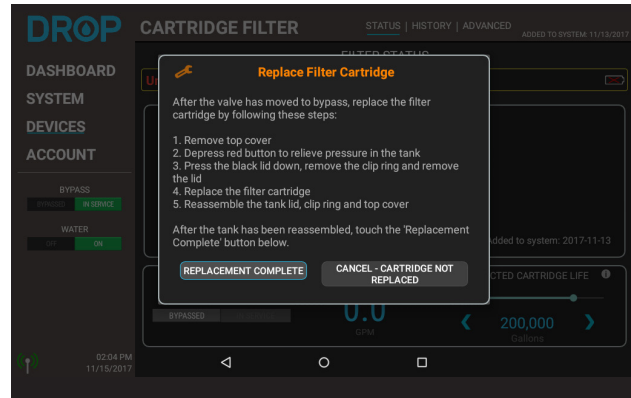 DROP
CARTRIDGE FILTER
STATUS | HISTORY | ADVANCED
ADDED TO SYSTEM: 11/13/2017
DASHBOARD
SYSTEM
DEVICES
ACCOUNT
BYPASS
BYPASSED IN SERVICE
WATER
OFF ON
02:04 PM
11/15/2017
FILTER STATUS
Replace Filter Cartridge
After the valve has moved to bypass, replace the filter
cartridge by following these steps:
1. Remove top cover
2. Depress red button to relieve pressure in the tank
3. Press the black lid down, remove the clip ring and remove
the lid
4. Replace the filter cartridge
5. Reassemble the tank lid, clip ring and top cover
After the tank has been reassembled, touch the 'Replacement
Complete' button below.
REPLACEMENT COMPLETE
CANCEL - CARTRIDGE NOT
REPLACED
Added to system: 2017-11-13
CTED CARTRIDGE LIFE
BYPASSED
0.0
GPM
200,000
Gallons